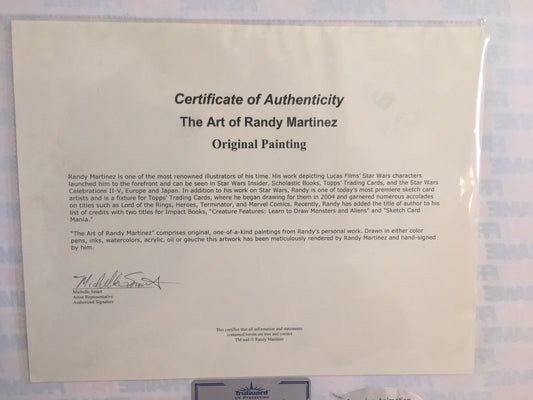 Certificate of Authenticity
The Art of Randy Martinez
Original Painting
Randy Martinez is one of the most renowned illustrators of his time. His work depicting Lucas Films' Star Wars characters
launched him to the forefront and can be seen in Star Wars Insider, Scholastic Books, Topps' Trading Cards, and the Star Wars
Celebrations II-V, Europe and Japan. In addition to his work on Star Wars, Randy is one of today's most premiere sketch card
artists and is a fixture for Topps' Trading Cards, where he began drawing for them in 2004 and garnered numerous accolades
on titles such as Lord of the Rings, Heroes, Terminator, and Marvel Comics. Recently, Randy has added the title of author to his
list of credits with two titles for Impact Books, "Creature Features: Learn to Draw Monsters and Aliens" and "Sketch Card
Mania."
"The Art of Randy Martinez" comprises original, one-of-a-kind paintings from Randy's personal work. Drawn in either color
pens, inks, watercolors, acrylic, oil or gauche this artwork has been meticulously rendered by Randy Martinez and hand-signed
by him.
Michelle Smart
Artist Representative
Authorized Signature
This certifies that all information and statements
contained herein are true and correct.
TM and © Randy Martinez